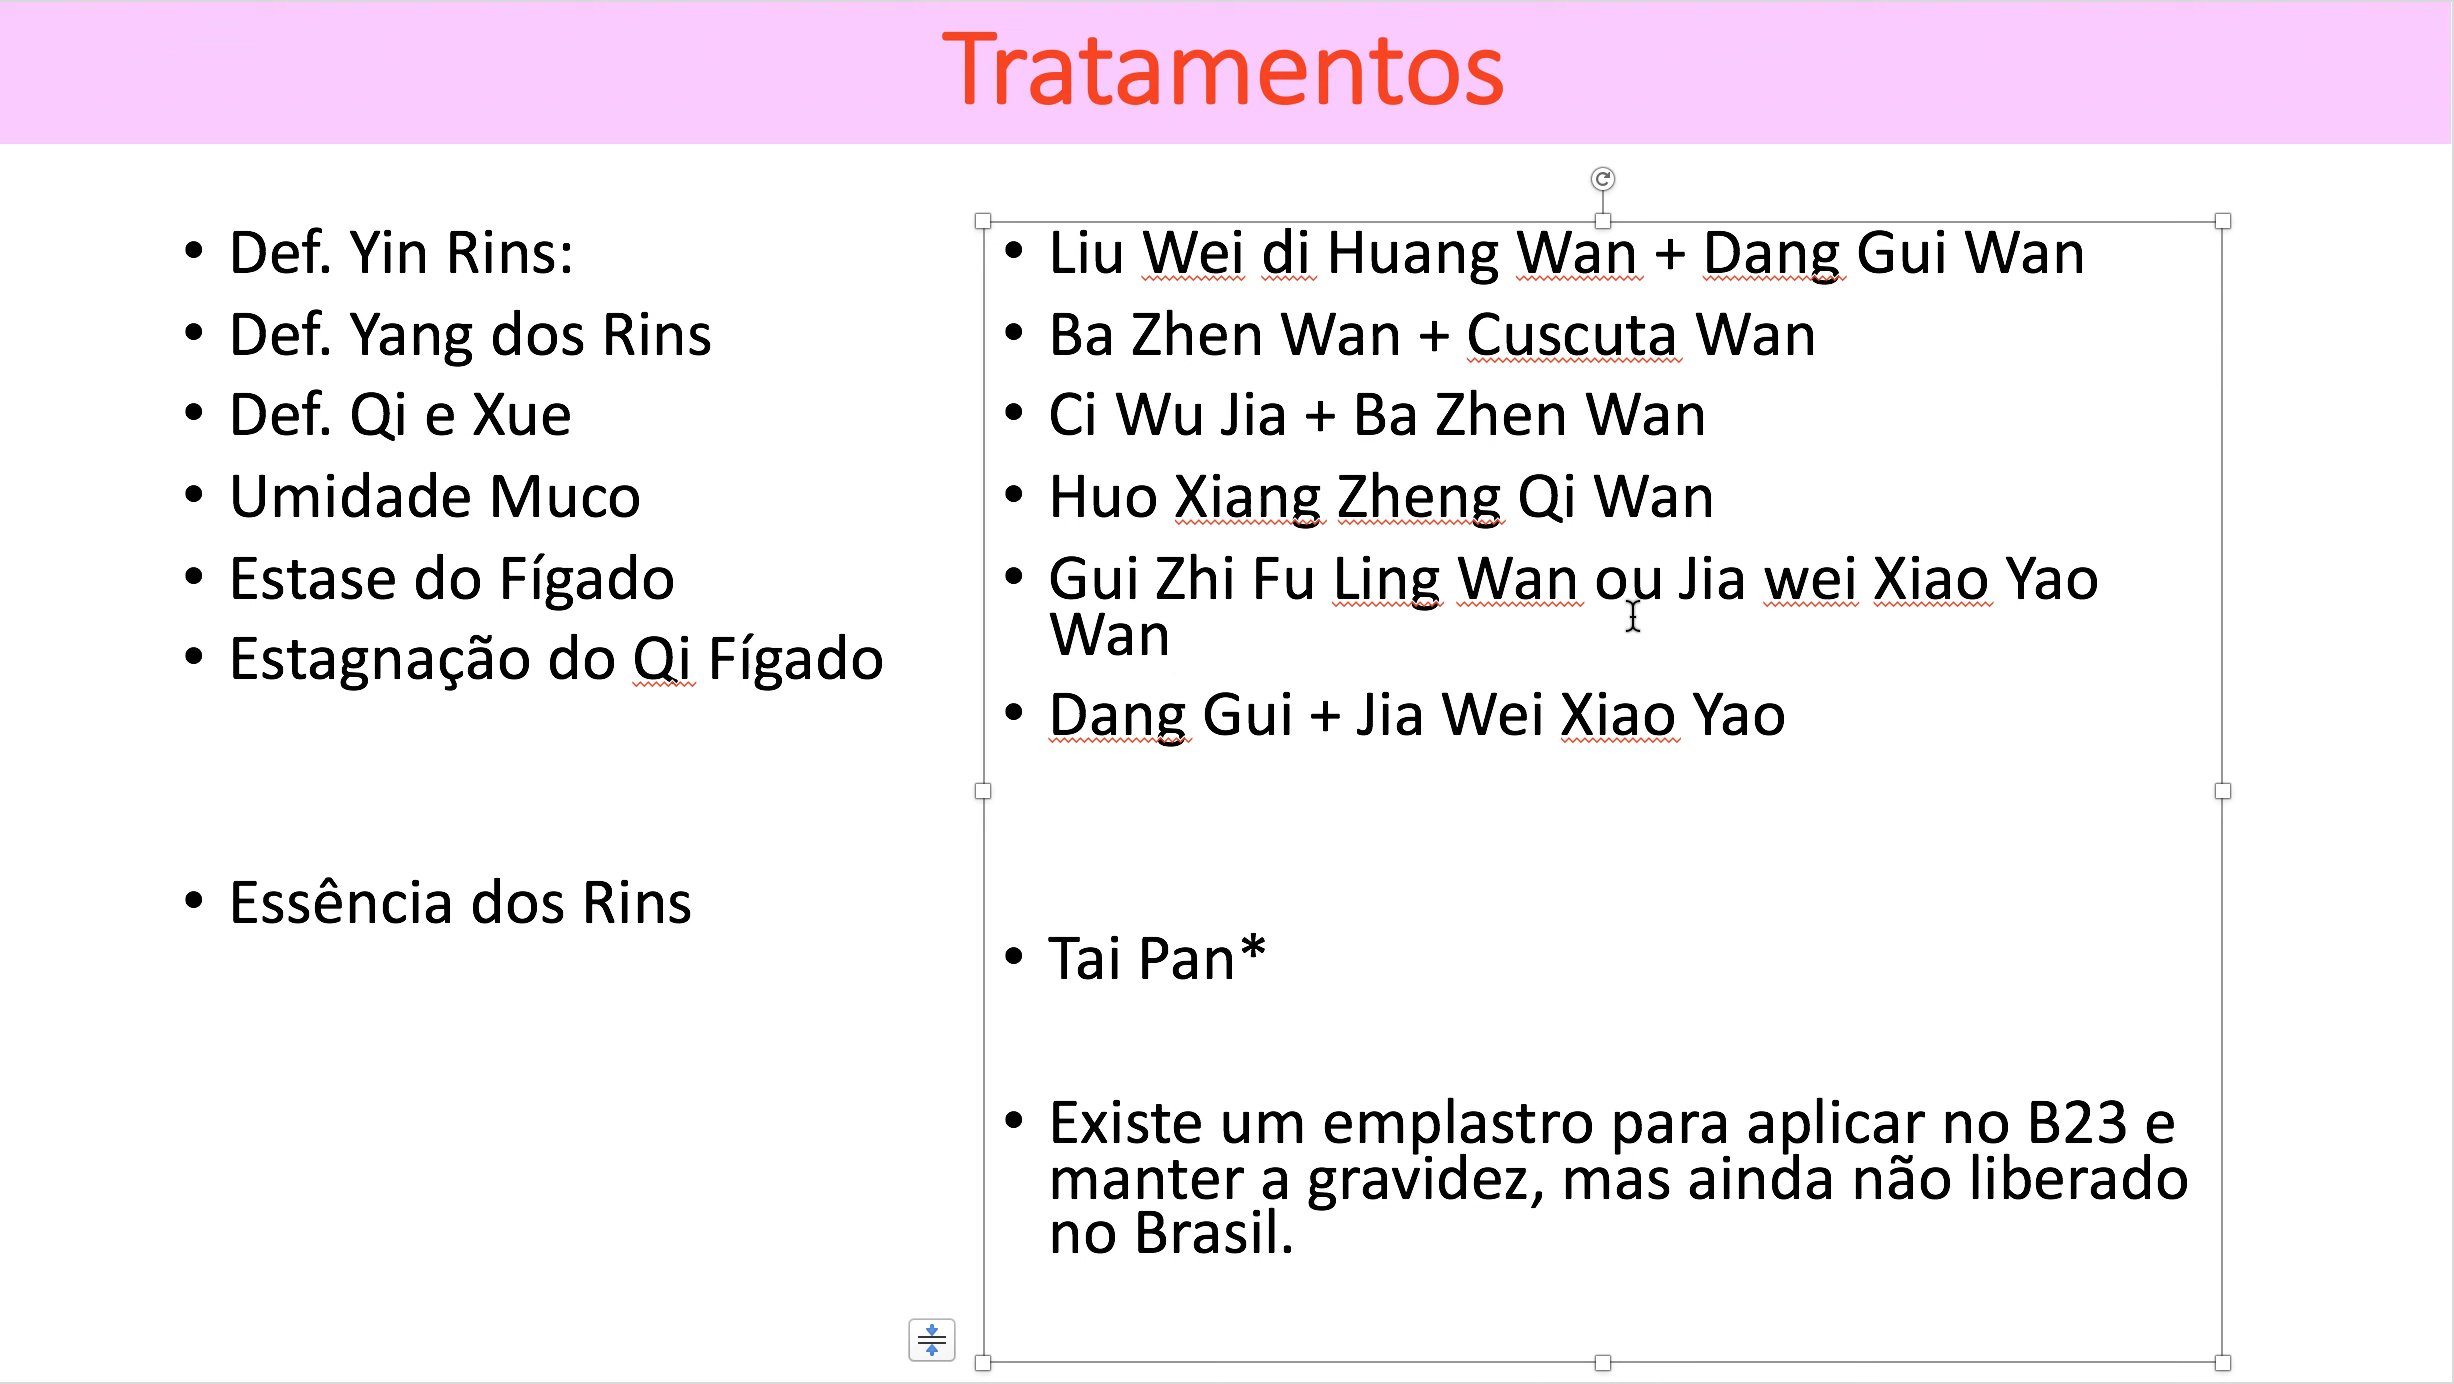 Tratamentos
• Def. Yin Rins:
• Def. Yang dos Rins
• Def. Qi e Xue
• Umidade Muco
• Estase do Fígado
• Estagnação do Qi Fígado
• Essência dos Rins
• Liu Wei di Huang Wan + Dang Gui Wan
• Ba Zhen Wan + Cuscuta Wan
• Ci Wu Jia + Ba Zhen Wan
• Huo Xiang Zheng Qi Wan
• Gui Zhi Fu Ling Wan ou Jia wei Xiao Yao
Wan
• Dang Gui + Jia Wei Xiao Yao
• Tai Pan*
• Existe um emplastro para aplicar no B23 e
manter a gravidez, mas ainda não liberado
no Brasil.